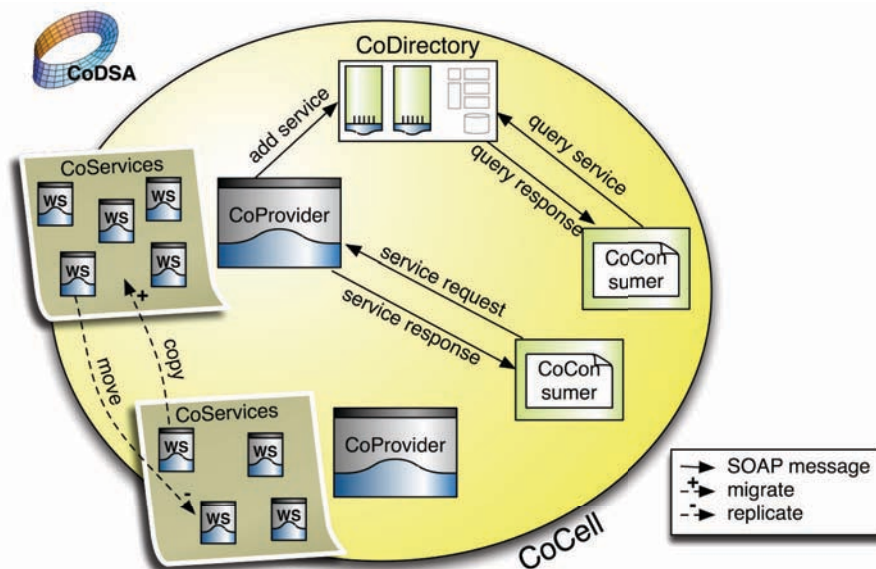 CoDSA
CoDirectory
add service
query service
query response
CoServices
WS
WS
WS
WS
WS
CoProvider
CoCon
sumer
service request
service response
CoCon
sumer
+
copy
move
CoServices
WS
WS
WS
WS
-
CoProvider
CoCell
SOAP message
+
migrate
-
replicate